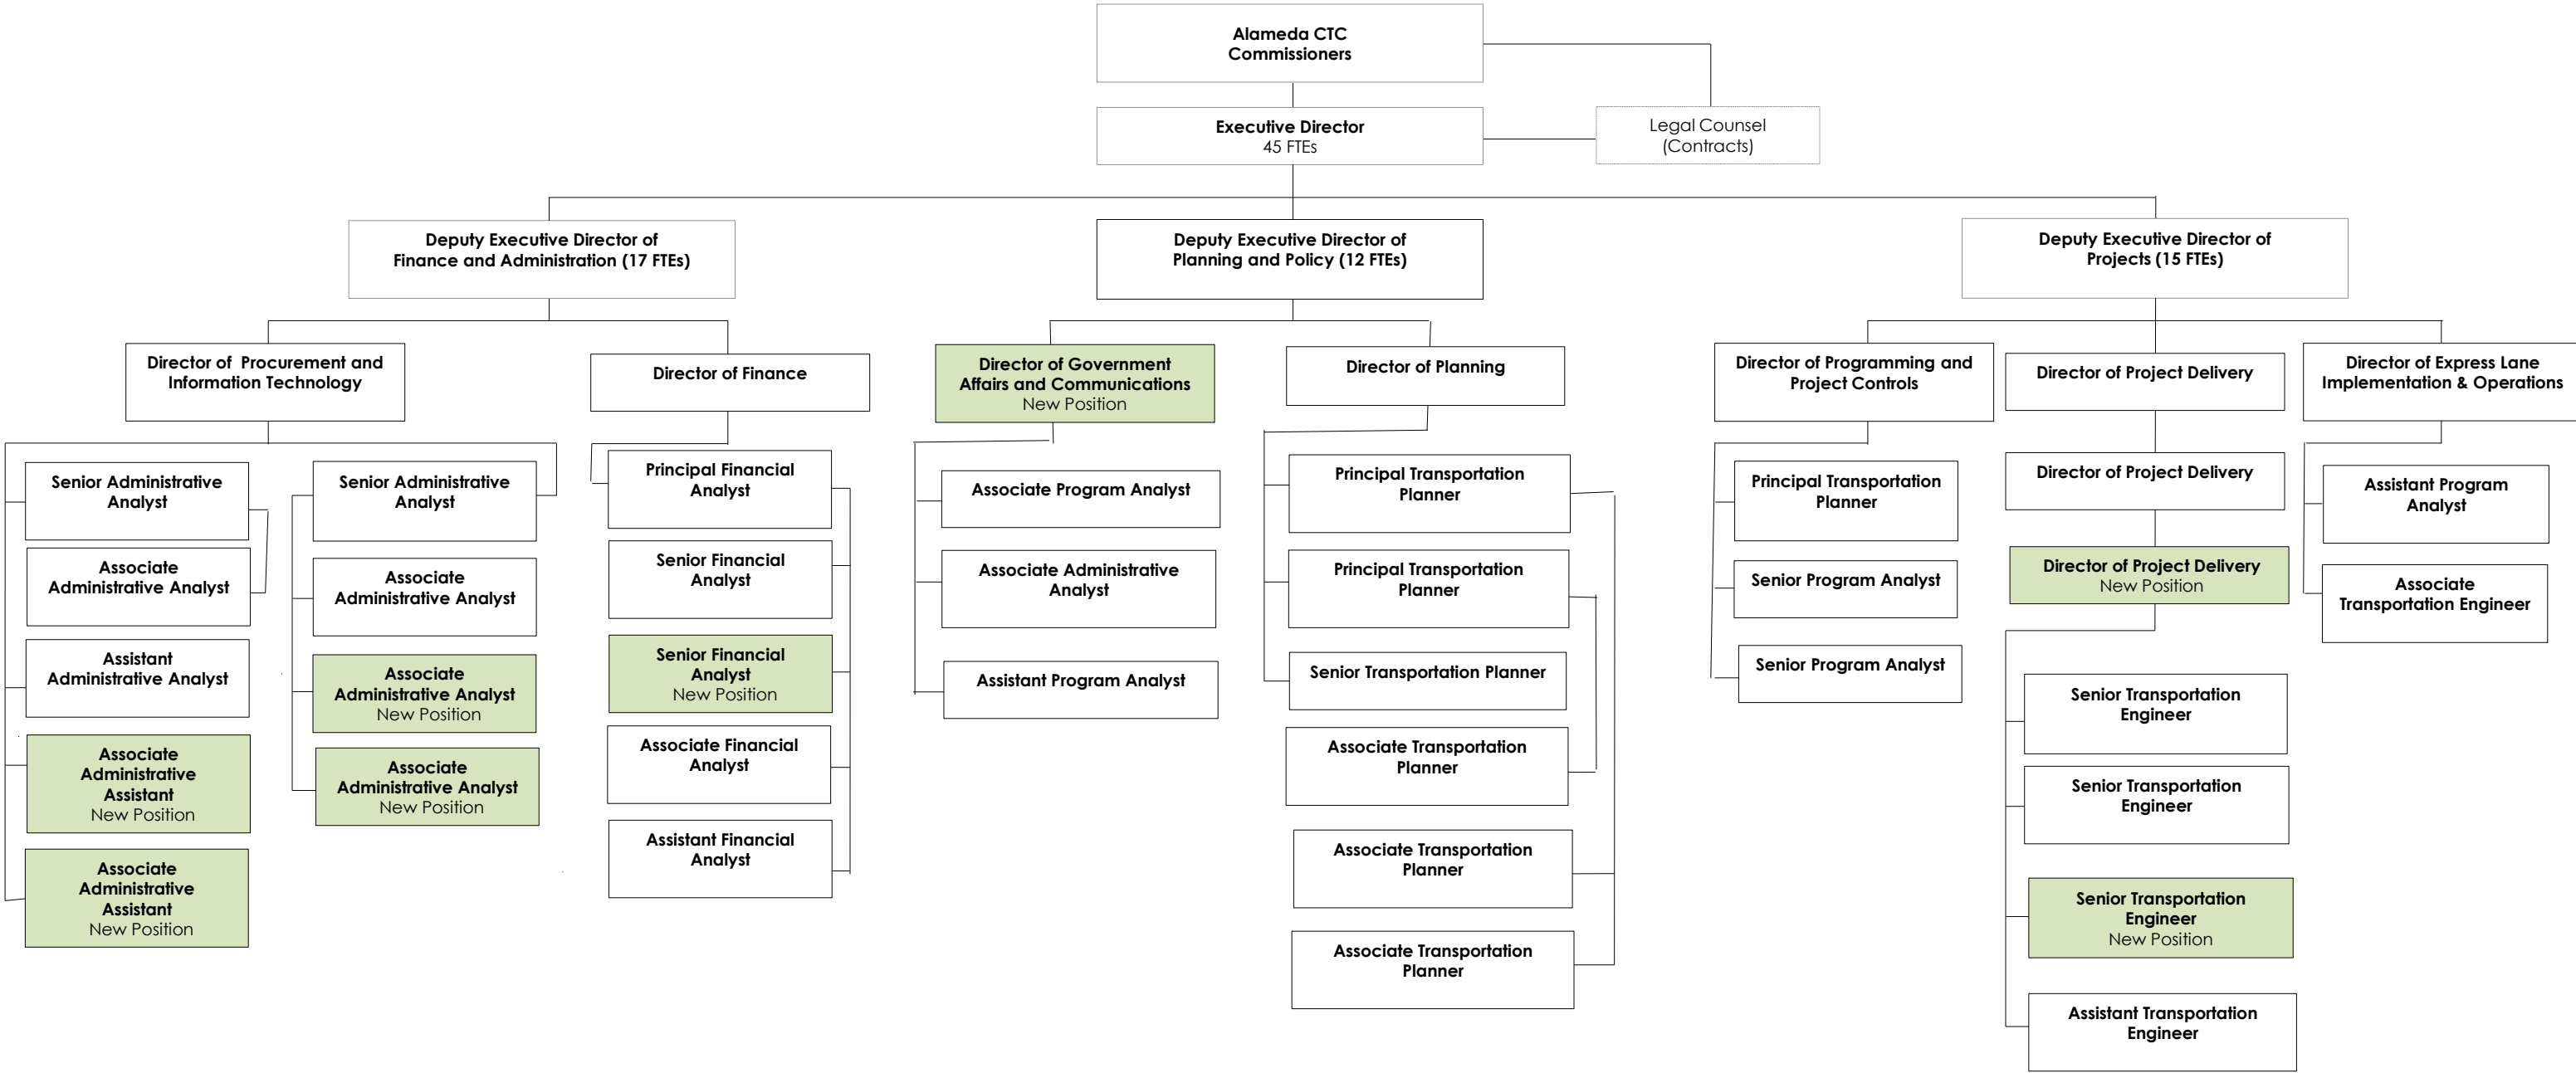 Alameda CTC
Commissioners
Executive Director
45 FTEs
Legal Counsel
(Contracts)
Deputy Executive Director of
Finance and Administration (17 FTEs)
Deputy Executive Director of
Planning and Policy (12 FTEs)
Deputy Executive Director of
Projects (15 FTEs)
Director of Procurement and
Information Technology
Director of Finance
Director of Government
Affairs and Communications
New Position
Director of Planning
Director of Programming and
Project Controls
Director of Project Delivery
Director of Express Lane
Implementation & Operations
Senior Administrative
Analyst
Associate
Administrative Analyst
Assistant
Administrative Analyst
Associate
Administrative
Assistant
New Position
Associate
Administrative
Assistant
New Position
Senior Administrative
Analyst
Associate
Administrative Analyst
Associate
Administrative Analyst
New Position
Associate
Administrative Analyst
New Position
Principal Financial
Analyst
Senior Financial
Analyst
Senior Financial
Analyst
New Position
Associate Financial
Analyst
Assistant Financial
Analyst
Associate Program Analyst
Associate Administrative
Analyst
Assistant Program Analyst
Principal Transportation
Planner
Principal Transportation
Planner
Senior Transportation Planner
Associate Transportation
Planner
Associate Transportation
Planner
Associate Transportation
Planner
Principal Transportation
Planner
Senior Program Analyst
Senior Program Analyst
Director of Project Delivery
Director of Project Delivery
New Position
Senior Transportation
Engineer
Senior Transportation
Engineer
Senior Transportation
Engineer
New Position
Assistant Transportation
Engineer
Assistant Program
Analyst
Associate
Transportation Engineer